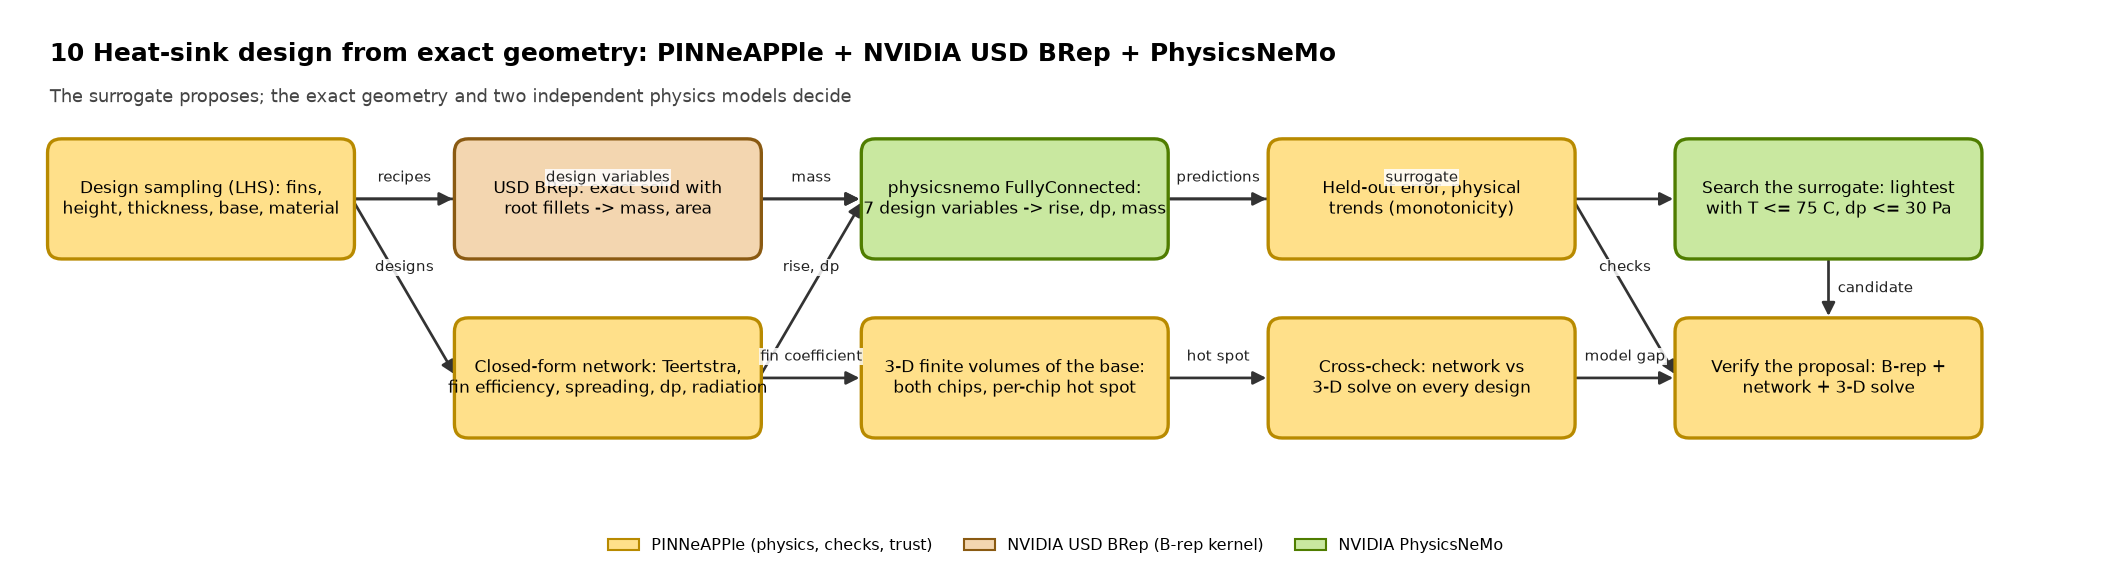 10 Heat-sink design from exact geometry: PINNeAPPle + NVIDIA USD BRep + PhysicsNeMo
The surrogate proposes; the exact geometry and two independent physics models decide
Design sampling (LHS): fins,
height, thickness, base, material
recipes
designs
design variables
USD BRep: exact solid with
root fillets -> mass, area
mass
rise, dp
physicsnemo FullyConnected:
7 design variables -> rise, dp, mass
predictions
surrogate
Held-out error, physical
trends (monotonicity)
checks
Search the surrogate: lightest
with T <= 75 C, dp <= 30 Pa
candidate
Closed-form network: Teertstra,
fin efficiency, spreading, dp, radiation
fin coefficient
3-D finite volumes of the base:
both chips, per-chip hot spot
hot spot
Cross-check: network vs
3-D solve on every design
model gap
Verify the proposal: B-rep +
network + 3-D solve
PINNeAPPle (physics, checks, trust)
NVIDIA USD BRep (B-rep kernel)
NVIDIA PhysicsNeMo